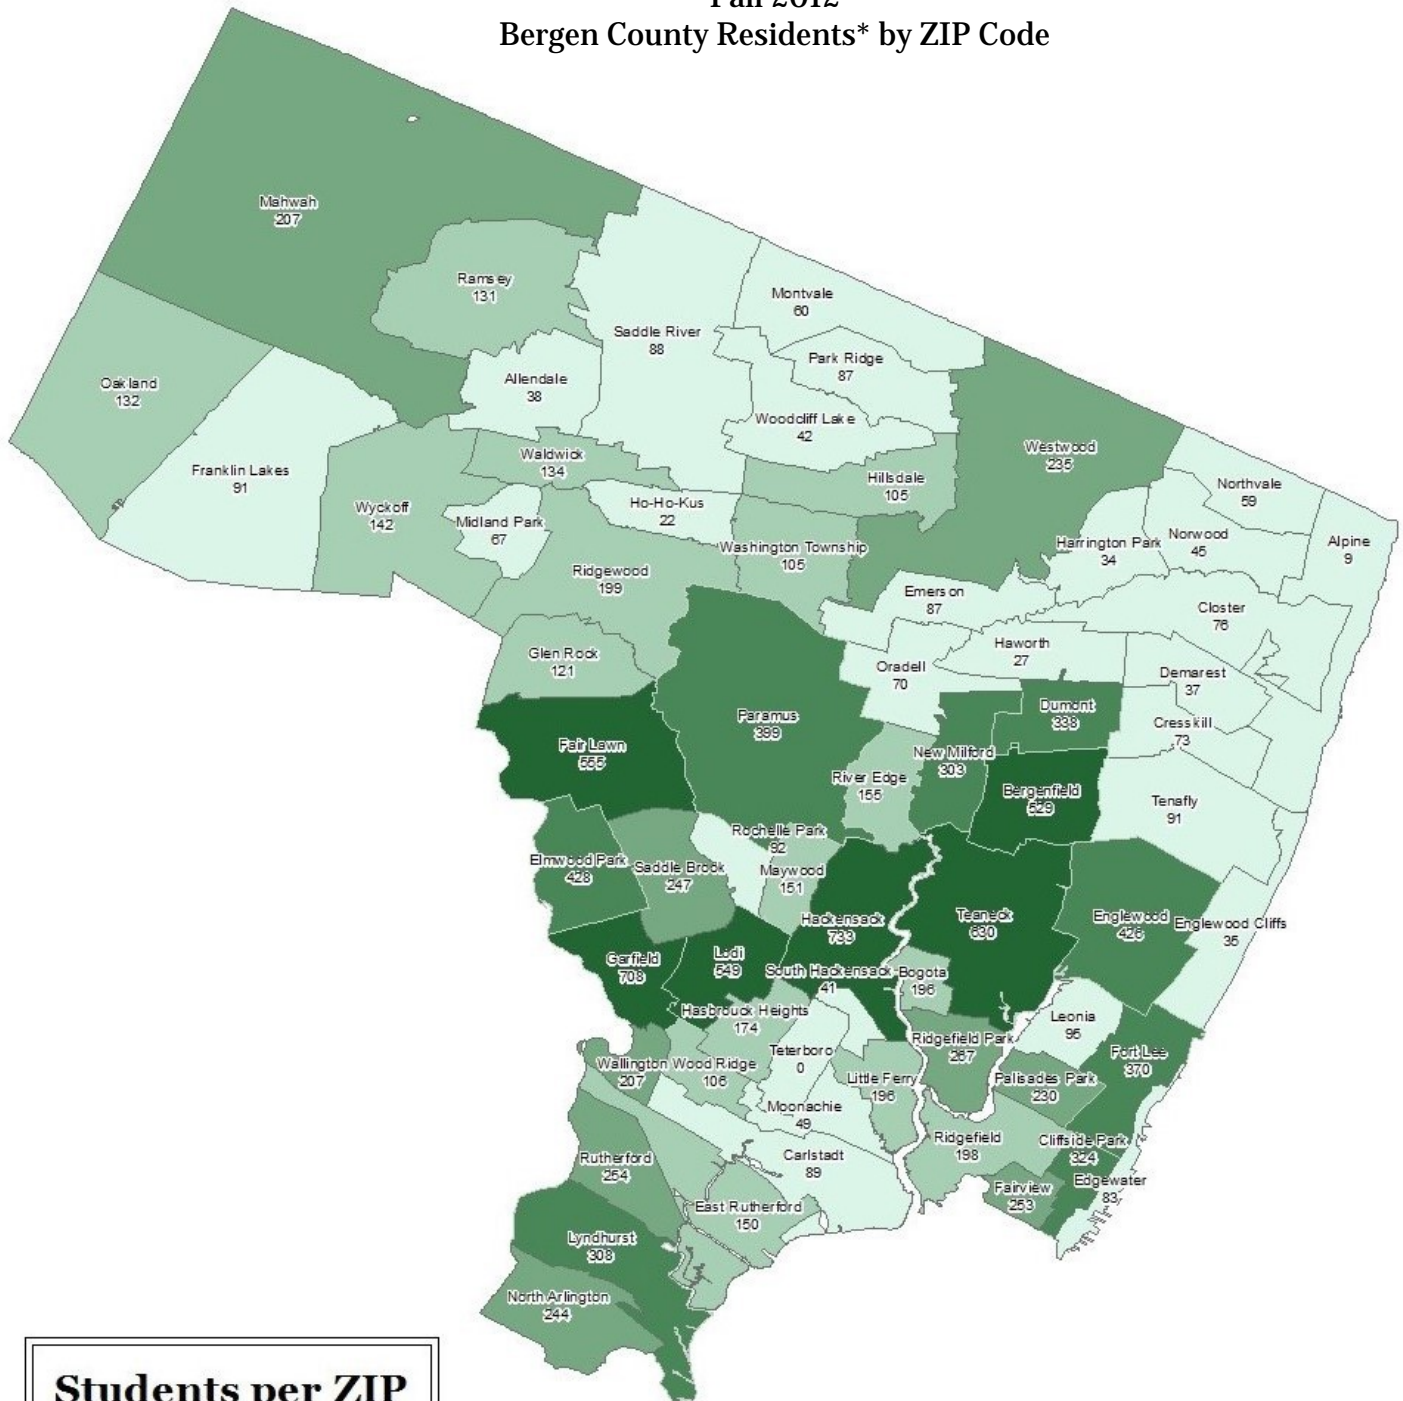 Fall 2012
Bergen County Residents* by ZIP Code
Mahwah
207
Ramsey
131
Montvale
60
Saddle River
88
Park Ridge
87
Allendale
38
Oakland
132
Woodcliff Lake
42
Westwood
235
Waldwick
134
Franklin Lakes
91
Hillsdale
105
Northvale
59
Wyckoff
142
Ho-Ho-Kus
22
Midland Park
67
Harrington Park
34
Norwood
45
Alpine
9
Washington Township
105
Ridgewood
199
Emerson
87
Closter
76
Haworth
27
Glen Rock
121
Oradell
70
Demarest
37
Dumont
338
Paramus
399
Cresskill
73
Fair Lawn
555
New Milford
303
River Edge
155
Bergenfield
529
Tenafly
91
Rochelle Park
92
Elmwood Park
428
Saddle Brook
247
Maywood
151
Hackensack
733
Teaneck
630
Englewood
426
Englewood Cliffs
35
Garfield
708
Lodi
549
South Hackensack
41
Bogota
196
Hasbrouck Heights
174
Leonia
95
Ridgefield Park
267
Fort Lee
370
Teterboro
0
Wallington
207
Wood Ridge
106
Little Ferry
196
Palisades Park
230
Moonachie
49
Ridgefield
198
Cliffside Park
324
Carlstadt
89
Rutherford
254
Edgewater
83
Fairview
253
East Rutherford
150
Lyndhurst
308
North Arlington
244
Students per ZIP